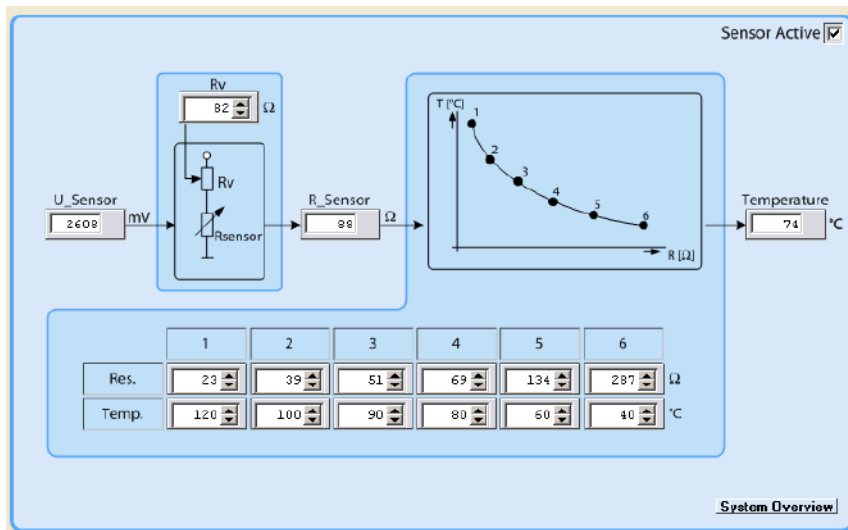 Sensor Active
Rv
82 Ω
T [°C]
1
2
3
4
5
6
R [Ω]
Rv
Rsensor
U_Sensor
2608 mV
R_Sensor
88 Ω
Temperature
74 °C
1 2 3 4 5 6
Res. 23 39 51 69 134 287 Ω
Temp. 120 100 90 80 60 40 °C
System Overview